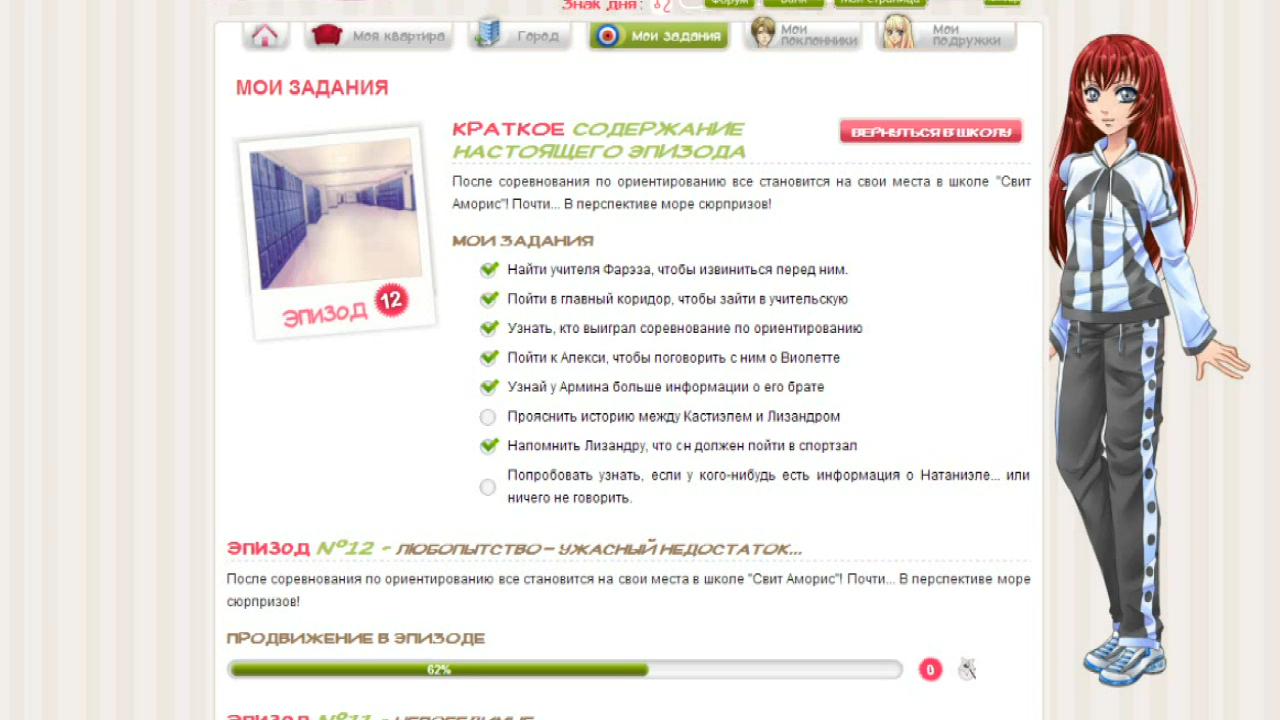 Знак дня:
Форум
Банк
Моя страница
Моя квартира
Город
Мои задания
Мои поклонники
Мои подружки
МОИ ЗАДАНИЯ
КРАТКОЕ СОДЕРЖАНИЕ
НАСТОЯЩЕГО ЭПИЗОДА
ВЕРНУТЬСЯ В ШКОЛУ
После соревнования по ориентированию все становится на свои места в школе "Свит
Аморис"! Почти... В перспективе море сюрпризов!
МОИ ЗАДАНИЯ
Найти учителя Фарэза, чтобы извиниться перед ним.
Пойти в главный коридор, чтобы зайти в учительскую
Узнать, кто выиграл соревнование по ориентированию
Пойти к Алекси, чтобы поговорить с ним о Виолетте
Узнай у Армина больше информации о его брате
Прояснить историю между Кастиэлем и Лизандром
Напомнить Лизандру, что он должен пойти в спортзал
Попробовать узнать, если у кого-нибудь есть информация о Натаниэле... или
ничего не говорить.
ЭПИЗОД 12
ЭПИЗОД №12 - ЛЮБОПЫТСТВО - УЖАСНЫЙ НЕДОСТАТОК...
После соревнования по ориентированию все становится на свои места в школе "Свит Аморис"! Почти... В перспективе море
сюрпризов!
ПРОДВИЖЕНИЕ В ЭПИЗОДЕ
62%
0
ЭПИЗОД №11 - НЕПОБЕДИМЫЕ